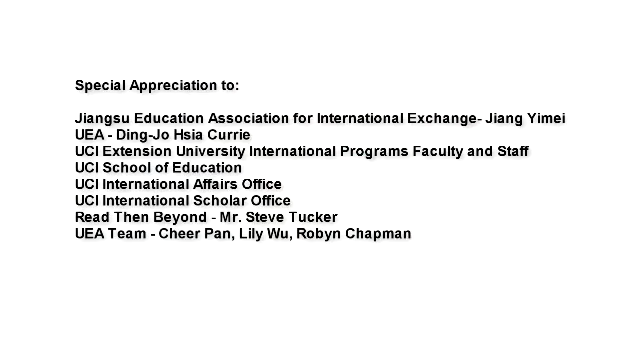 Special Appreciation to:
Jiangsu Education Association for International Exchange- Jiang Yimei
UEA - Ding-Jo Hsia Currie
UCI Extension University International Programs Faculty and Staff
UCI School of Education
UCI International Affairs Office
UCI International Scholar Office
Read Then Beyond - Mr. Steve Tucker
UEA Team - Cheer Pan, Lily Wu, Robyn Chapman